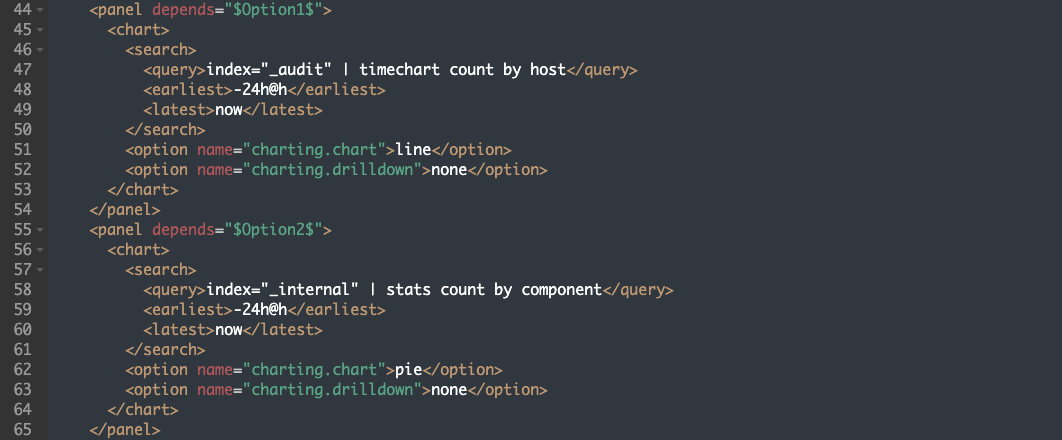 44 <panel depends="$Option1$">
45 <chart>
46 <search>
47 <query>index="_audit" | timechart count by host</query>
48 <earliest>-24h@h</earliest>
49 <latest>now</latest>
50 </search>
51 <option name="charting.chart">line</option>
52 <option name="charting.drilldown">none</option>
53 </chart>
54 </panel>
55 <panel depends="$Option2$">
56 <chart>
57 <search>
58 <query>index="_internal" | stats count by component</query>
59 <earliest>-24h@h</earliest>
60 <latest>now</latest>
61 </search>
62 <option name="charting.chart">pie</option>
63 <option name="charting.drilldown">none</option>
64 </chart>
65 </panel>